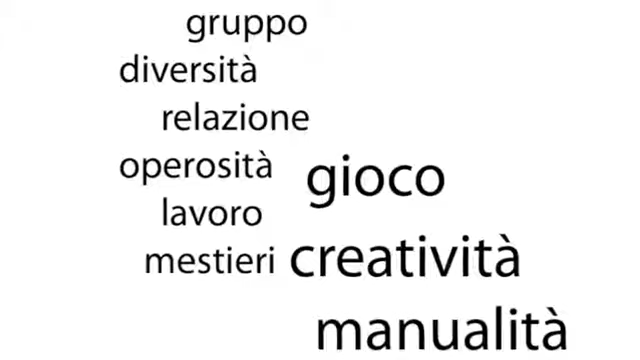 gruppo
diversità
relazione
operosità
gioco
lavoro
mestieri
creatività
manualità